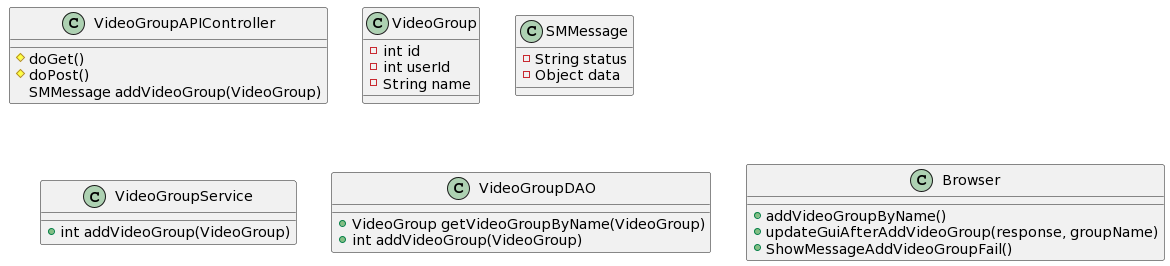 C VideoGroupAPIController
doGet()
doPost()
SMMessage addVideoGroup(VideoGroup)
C VideoGroup
int id
int userId
String name
C SMMessage
String status
Object data
C VideoGroupService
int addVideoGroup(VideoGroup)
C VideoGroupDAO
VideoGroup getVideoGroupByName(VideoGroup)
int addVideoGroup(VideoGroup)
C Browser
addVideoGroupByName()
updateGuiAfterAddVideoGroup(response, groupName)
ShowMessageAddVideoGroupFail()